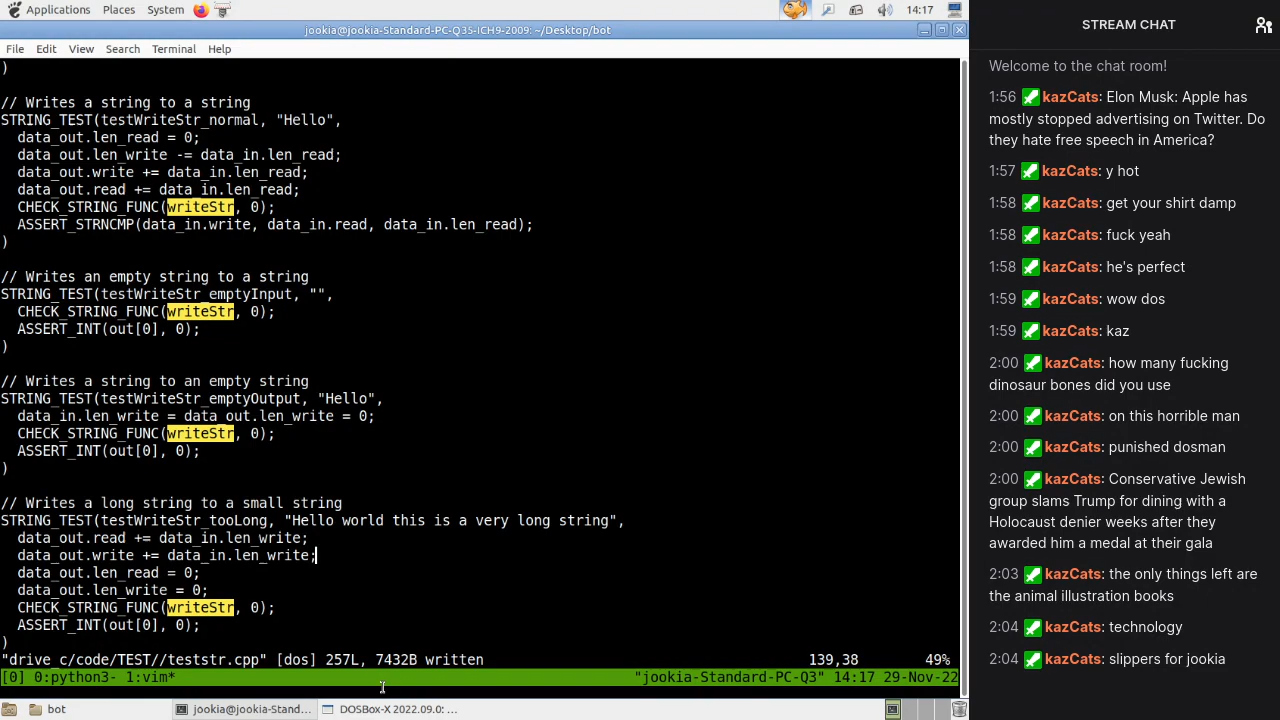 Applications Places System 14:17
jookia@jookia-Standard-PC-Q35-ICH9-2009: ~/Desktop/bot
File Edit View Search Terminal Help
)
// Writes a string to a string
STRING_TEST(testWriteStr_normal, "Hello",
data_out.len_read = 0;
data_out.len_write -= data_in.len_read;
data_out.write += data_in.len_read;
data_out.read += data_in.len_read;
CHECK_STRING_FUNC(writeStr, 0);
ASSERT_STRNCMP(data_in.write, data_in.read, data_in.len_read);
)
// Writes an empty string to a string
STRING_TEST(testWriteStr_emptyInput, "",
CHECK_STRING_FUNC(writeStr, 0);
ASSERT_INT(out[0], 0);
)
// Writes a string to an empty string
STRING_TEST(testWriteStr_emptyOutput, "Hello",
data_in.len_write = data_out.len_write = 0;
CHECK_STRING_FUNC(writeStr, 0);
ASSERT_INT(out[0], 0);
)
// Writes a long string to a small string
STRING_TEST(testWriteStr_tooLong, "Hello world this is a very long string",
data_out.read += data_in.len_write;
data_out.write += data_in.len_write;
data_out.len_read = 0;
data_out.len_write = 0;
CHECK_STRING_FUNC(writeStr, 0);
ASSERT_INT(out[0], 0);
)
"drive_c/code/TEST//teststr.cpp" [dos] 257L, 7432B written 139,38 49%
[0] 0:python3- 1:vim* "jookia-Standard-PC-Q3" 14:17 29-Nov-22
bot jookia@jookia-Stand... DOSBox-X 2022.09.0: ...
STREAM CHAT
Welcome to the chat room!
1:56 kazCats: Elon Musk: Apple has
mostly stopped advertising on Twitter. Do
they hate free speech in America?
1:57 kazCats: y hot
1:58 kazCats: get your shirt damp
1:58 kazCats: fuck yeah
1:58 kazCats: he's perfect
1:59 kazCats: wow dos
1:59 kazCats: kaz
2:00 kazCats: how many fucking
dinosaur bones did you use
2:00 kazCats: on this horrible man
2:00 kazCats: punished dosman
2:00 kazCats: Conservative Jewish
group slams Trump for dining with a
Holocaust denier weeks after they
awarded him a medal at their gala
2:03 kazCats: the only things left are
the animal illustration books
2:04 kazCats: technology
2:04 kazCats: slippers for jookia